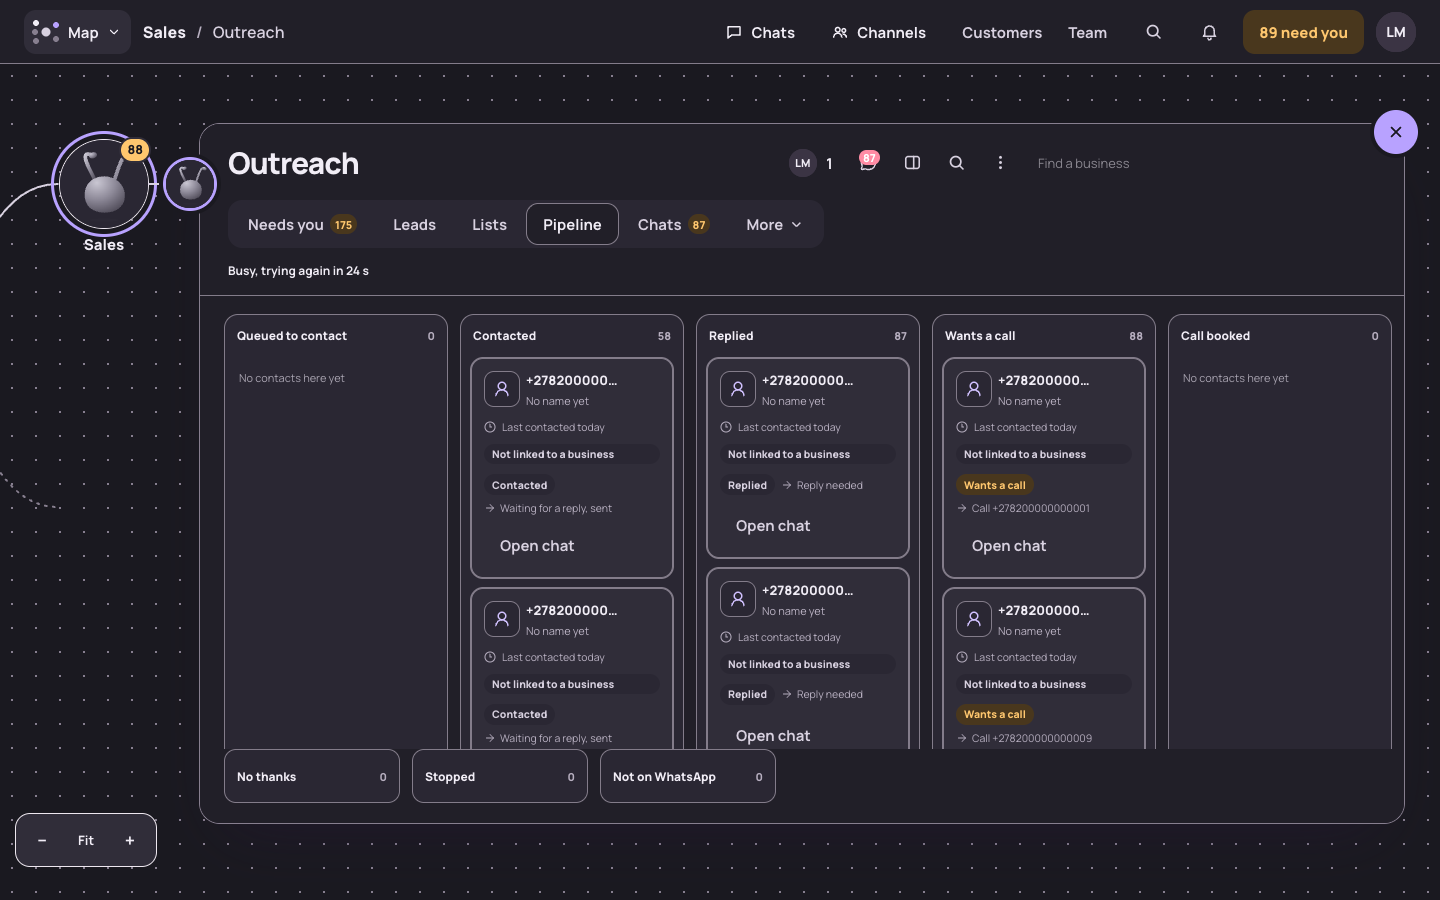 Map
Sales / Outreach
Chats
Channels
Customers
Team
89 need you
LM
88
Sales
Outreach
LM 1
87
Find a business
Needs you 175
Leads
Lists
Pipeline
Chats 87
More
Busy, trying again in 24 s
Queued to contact 0
No contacts here yet
Contacted 58
+278200000...
No name yet
Last contacted today
Not linked to a business
Contacted
→ Waiting for a reply, sent
Open chat
+278200000...
No name yet
Last contacted today
Not linked to a business
Contacted
→ Waiting for a reply, sent
Replied 87
+278200000...
No name yet
Last contacted today
Not linked to a business
Replied → Reply needed
Open chat
+278200000...
No name yet
Last contacted today
Not linked to a business
Replied → Reply needed
Open chat
Wants a call 88
+278200000...
No name yet
Last contacted today
Not linked to a business
Wants a call
→ Call +278200000000001
Open chat
+278200000...
No name yet
Last contacted today
Not linked to a business
Wants a call
→ Call +278200000000009
Call booked 0
No contacts here yet
No thanks 0
Stopped 0
Not on WhatsApp 0
− Fit +